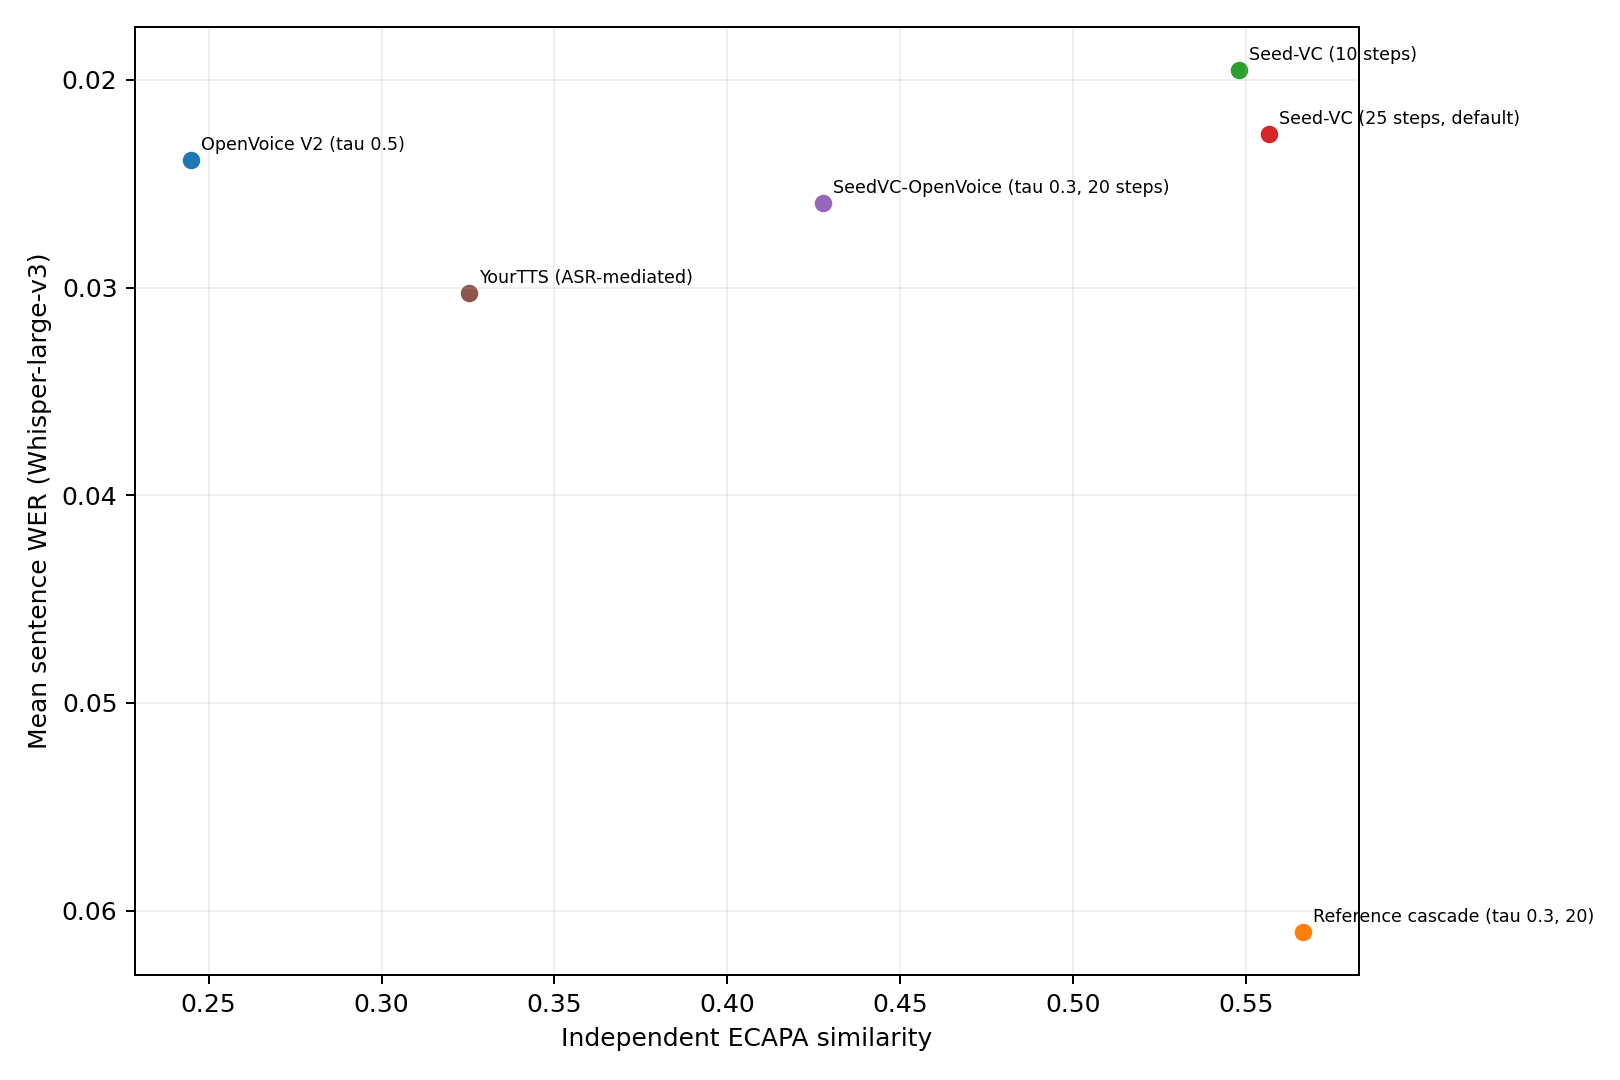 Seed-VC (10 steps)
0.02
Seed-VC (25 steps, default)
OpenVoice V2 (tau 0.5)
SeedVC-OpenVoice (tau 0.3, 20 steps)
YourTTS (ASR-mediated)
0.03
Mean sentence WER (Whisper-large-v3)
0.04
0.05
0.06
Reference cascade (tau 0.3, 20)
0.25 0.30 0.35 0.40 0.45 0.50 0.55
Independent ECAPA similarity